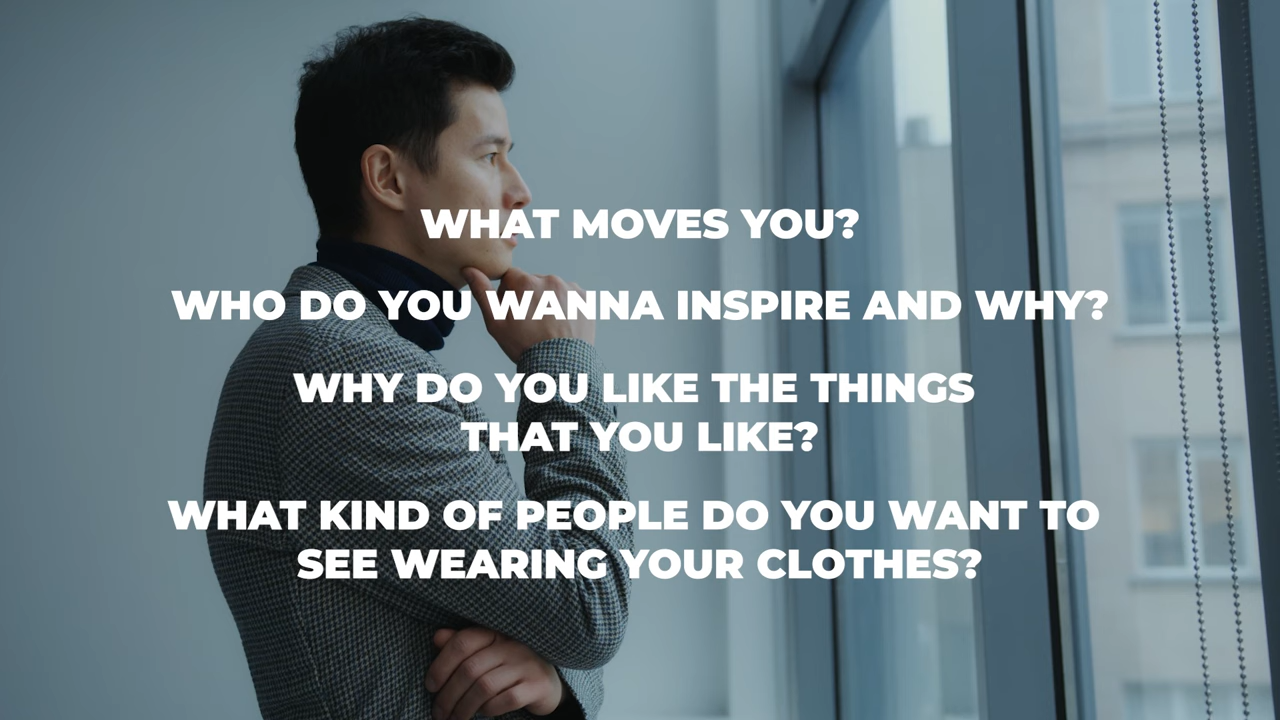 WHAT MOVES YOU?
WHO DO YOU WANNA INSPIRE AND WHY?
WHY DO YOU LIKE THE THINGS
THAT YOU LIKE?
WHAT KIND OF PEOPLE DO YOU WANT TO
SEE WEARING YOUR CLOTHES?